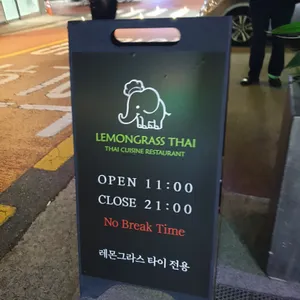 LEMONGRASS THAI
THAI CUISINE RESTAURANT
OPEN 11:00
CLOSE 21:00
No Break Time
레몬그라스 타이 전용